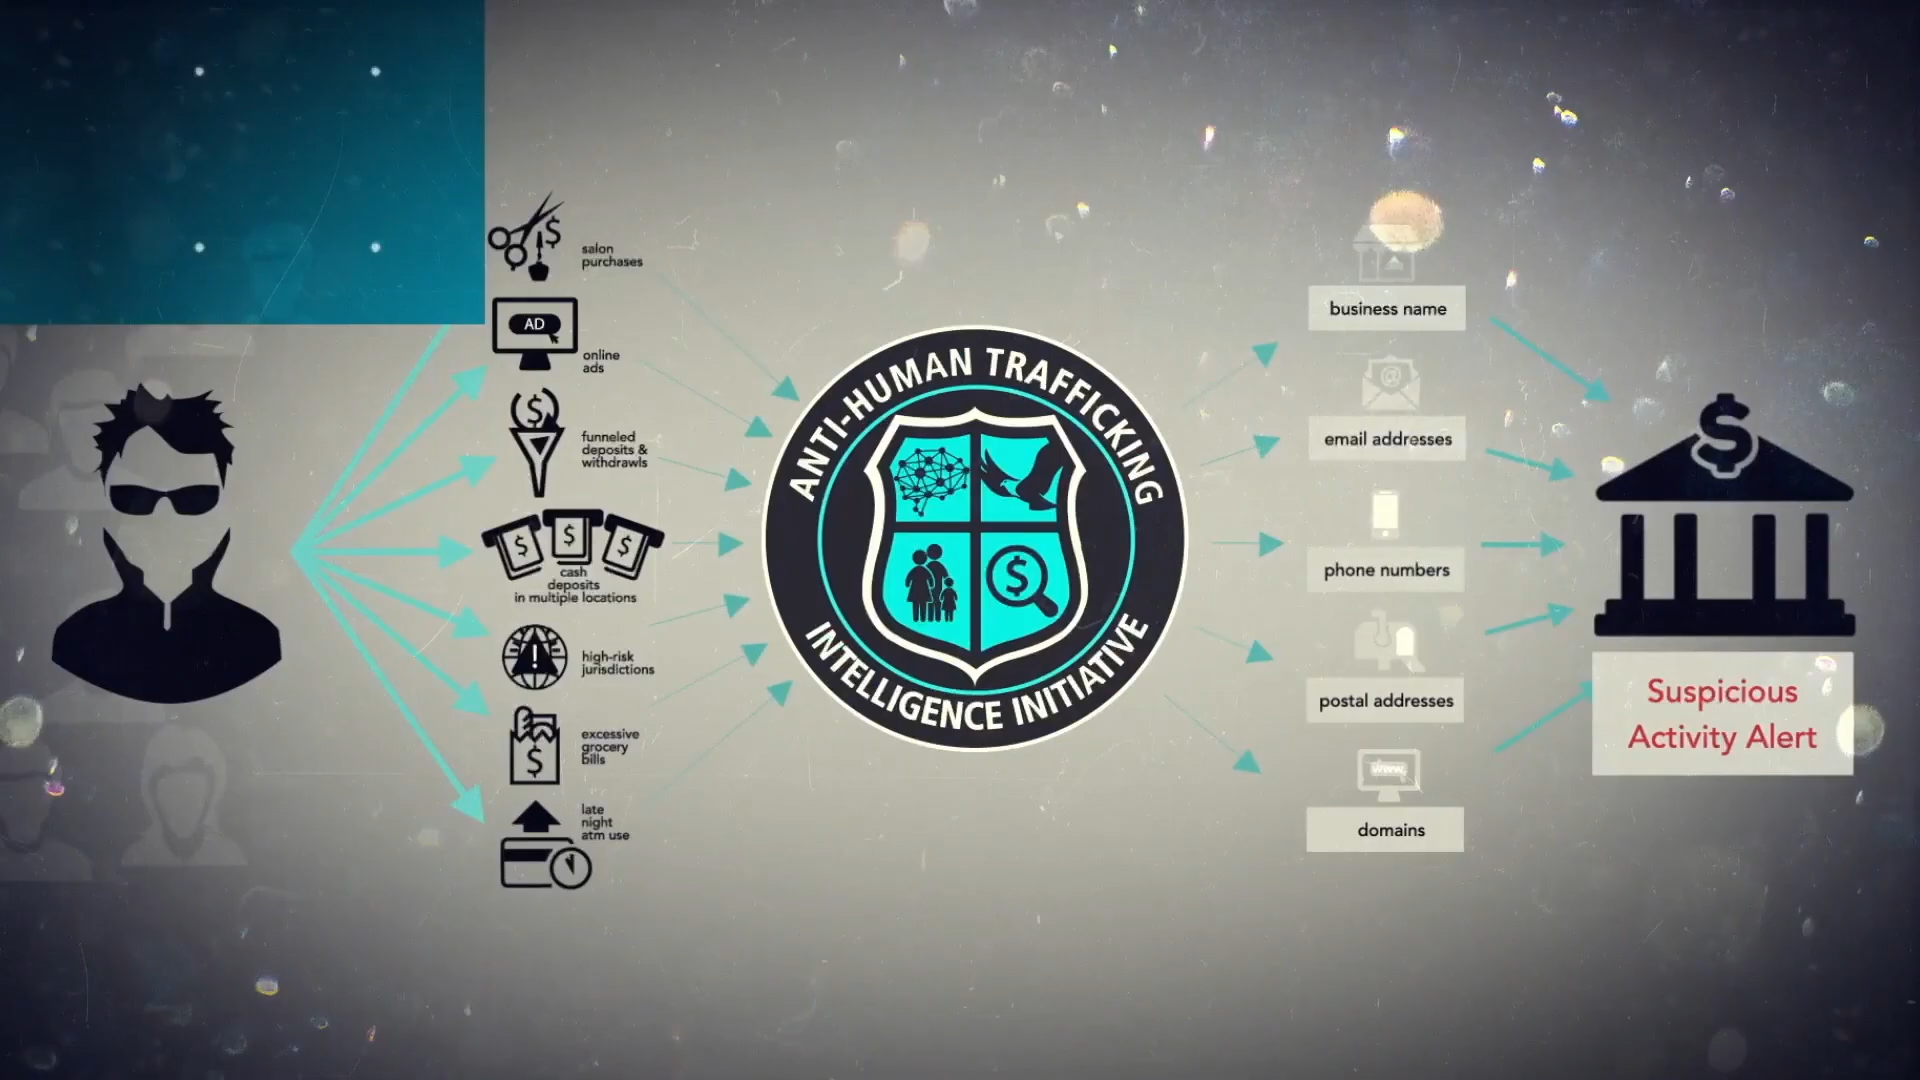 salon
purchases
AD
online
ads
funneled
deposits &
withdrawls
cash
deposits
in multiple locations
high-risk
jurisdictions
excessive
grocery
bills
late
night
atm use
ANTI-HUMAN TRAFFICKING
INTELLIGENCE INITIATIVE
business name
email addresses
phone numbers
postal addresses
www.
domains
Suspicious
Activity Alert